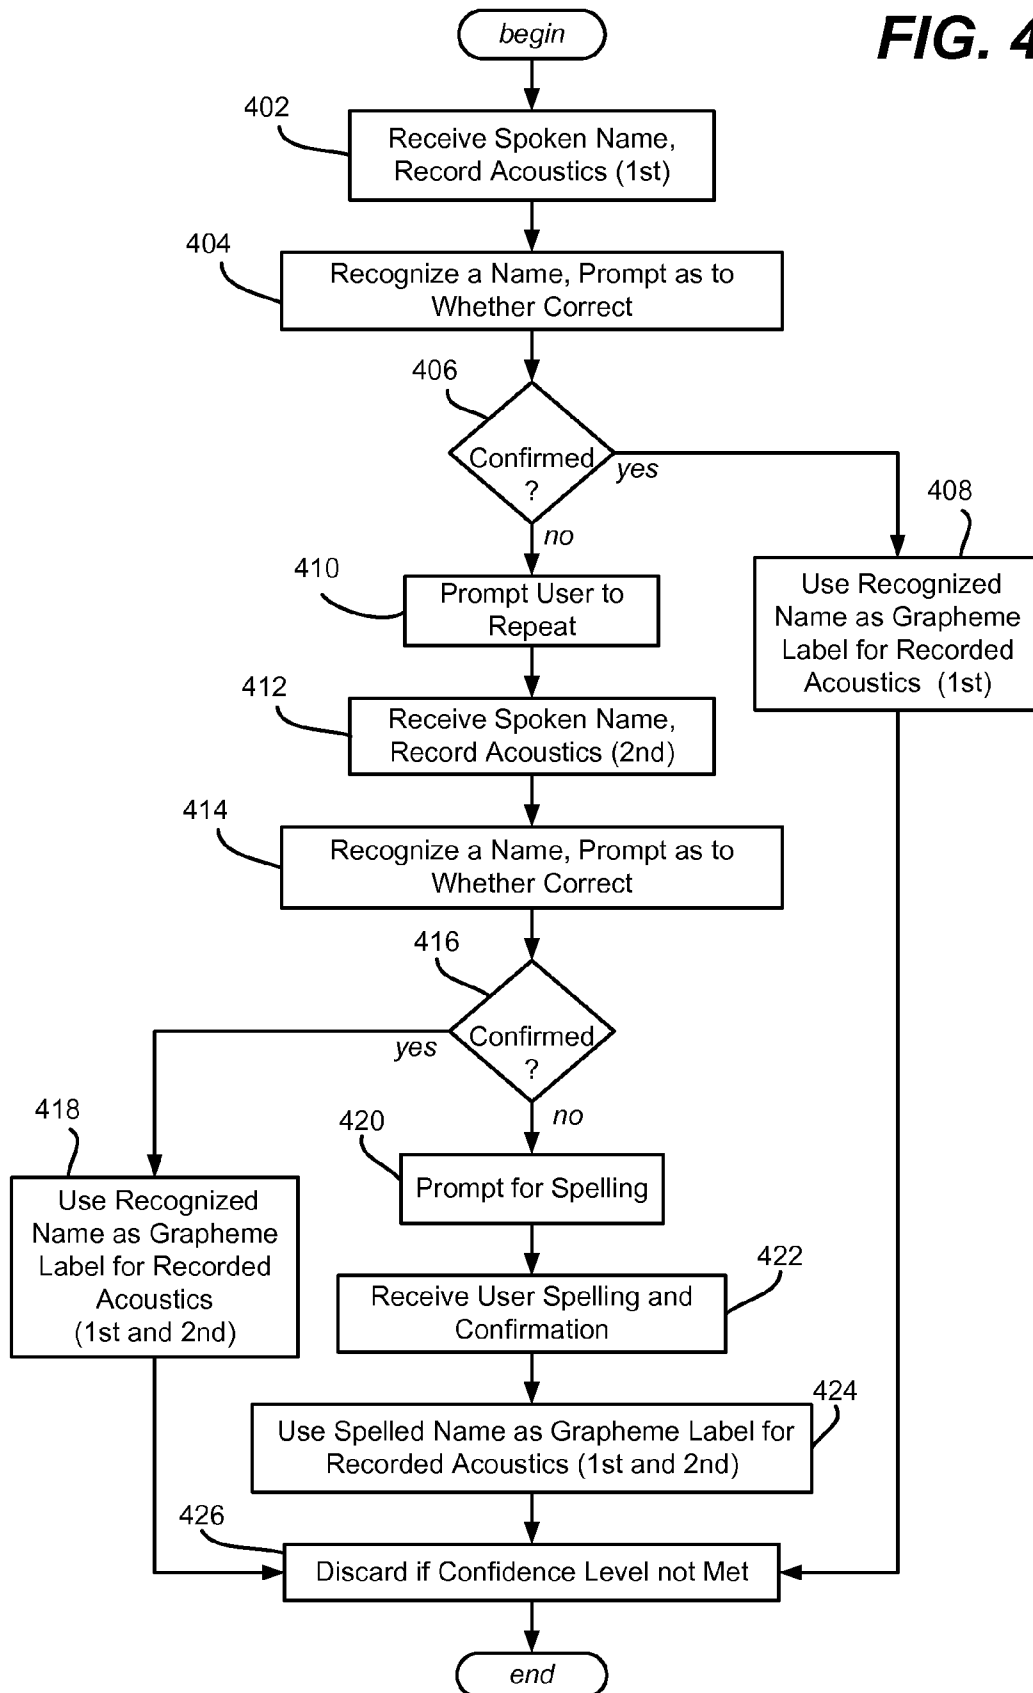 begin
FIG. 4
402
Receive Spoken Name,
Record Acoustics (1st)
404
Recognize a Name, Prompt as to
Whether Correct
406
Confirmed
?
yes
no
408
Use Recognized
Name as Grapheme
Label for Recorded
Acoustics (1st)
410
Prompt User to
Repeat
412
Receive Spoken Name,
Record Acoustics (2nd)
414
Recognize a Name, Prompt as to
Whether Correct
416
Confirmed
?
yes
no
418
Use Recognized
Name as Grapheme
Label for Recorded
Acoustics
(1st and 2nd)
420
Prompt for Spelling
422
Receive User Spelling and
Confirmation
424
Use Spelled Name as Grapheme Label for
Recorded Acoustics (1st and 2nd)
426
Discard if Confidence Level not Met
end